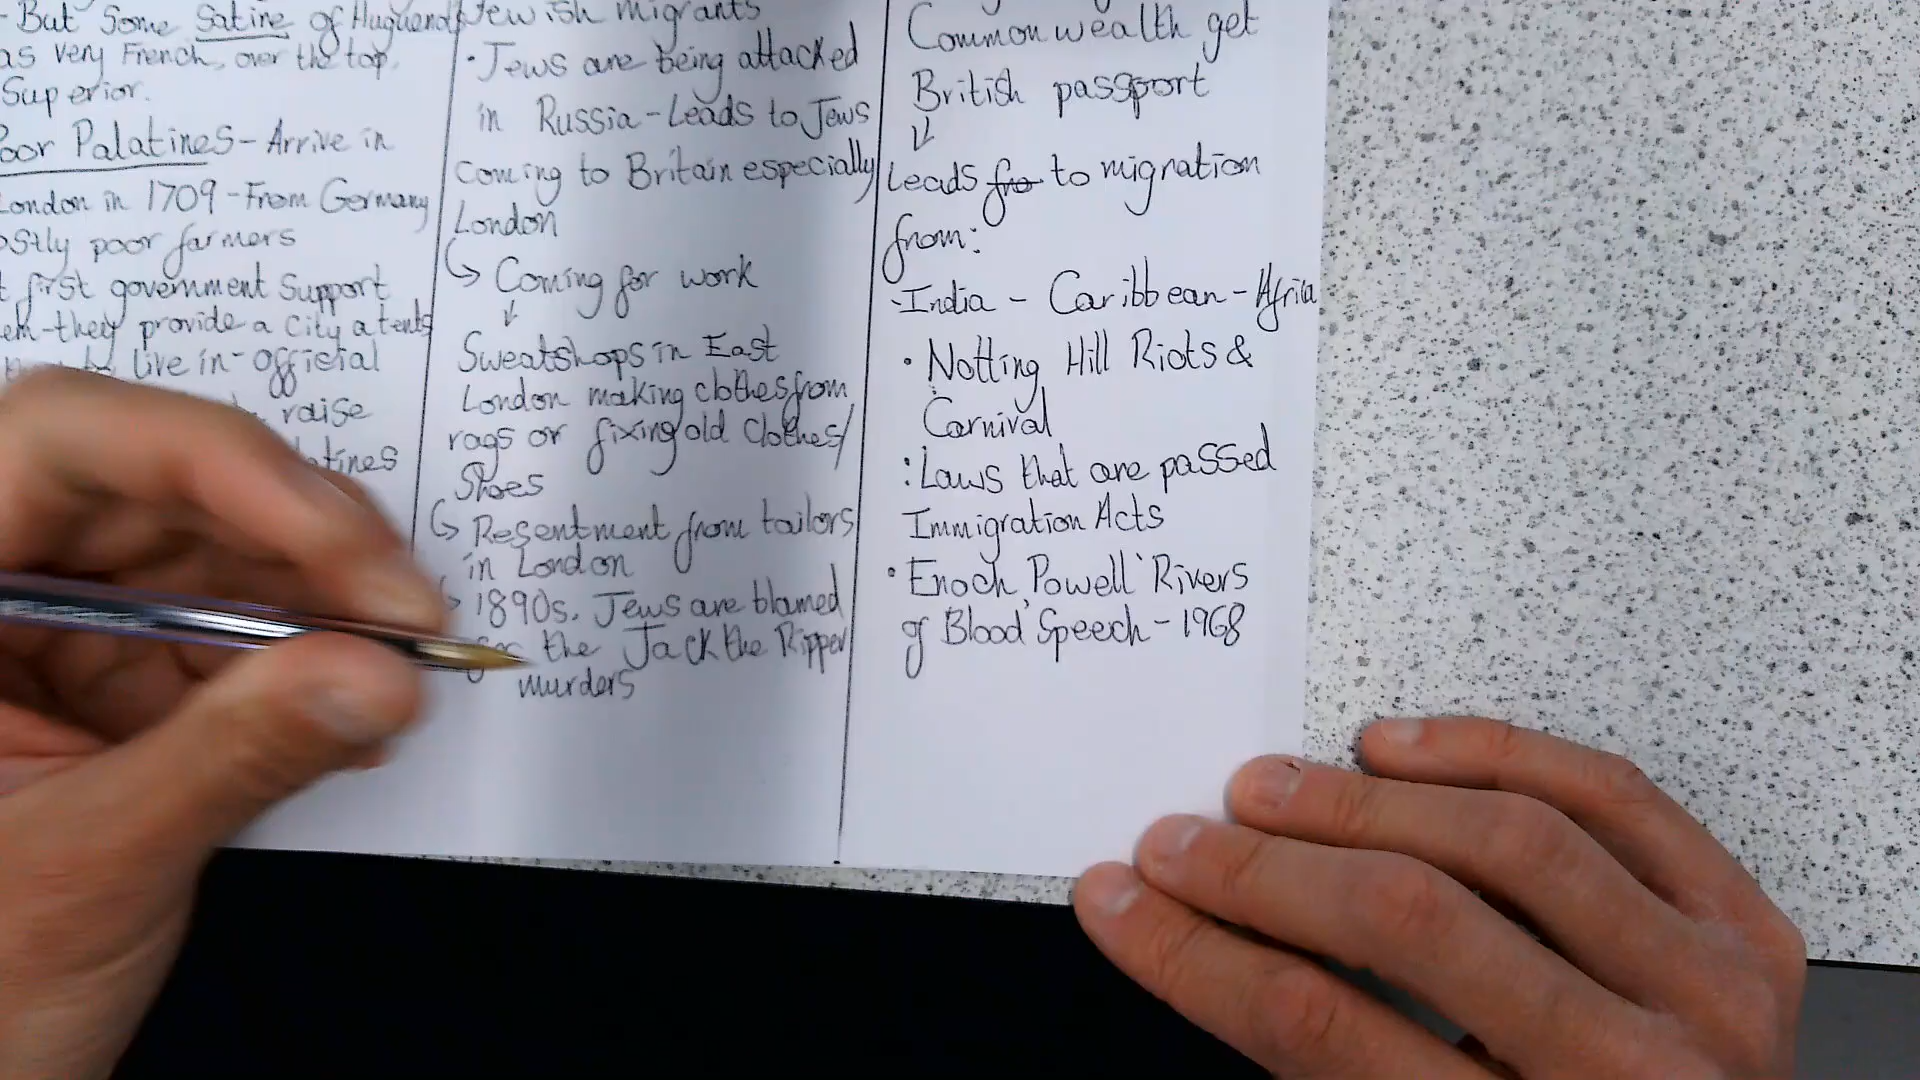 - But Some Satire of Huguenots
as very French, over the top,
Superior.
Poor Palatines - Arrive in
London in 1709 - From Germany
ostly poor farmers
t first government support
em - they provide a city a tents
live in - official
raise
atines
Jewish migrants
• Jews are being attacked
in Russia - Leads to Jews
coming to Britain especially
London
↳ Coming for work
↓
Sweatshops in East
London making clothes from
rags or fixing old clothes/
Shoes
↳ Resentment from tailors
in London
↳ 1890s. Jews are blamed
for the Jack the Ripper
murders
Commonwealth get
British passport
↓
Leads fro to migration
from:
- India - Caribbean - Africa
• Notting Hill Riots &
Carnival
: Laws that are passed
Immigration Acts
• Enoch Powell 'Rivers
of Blood' Speech - 1968